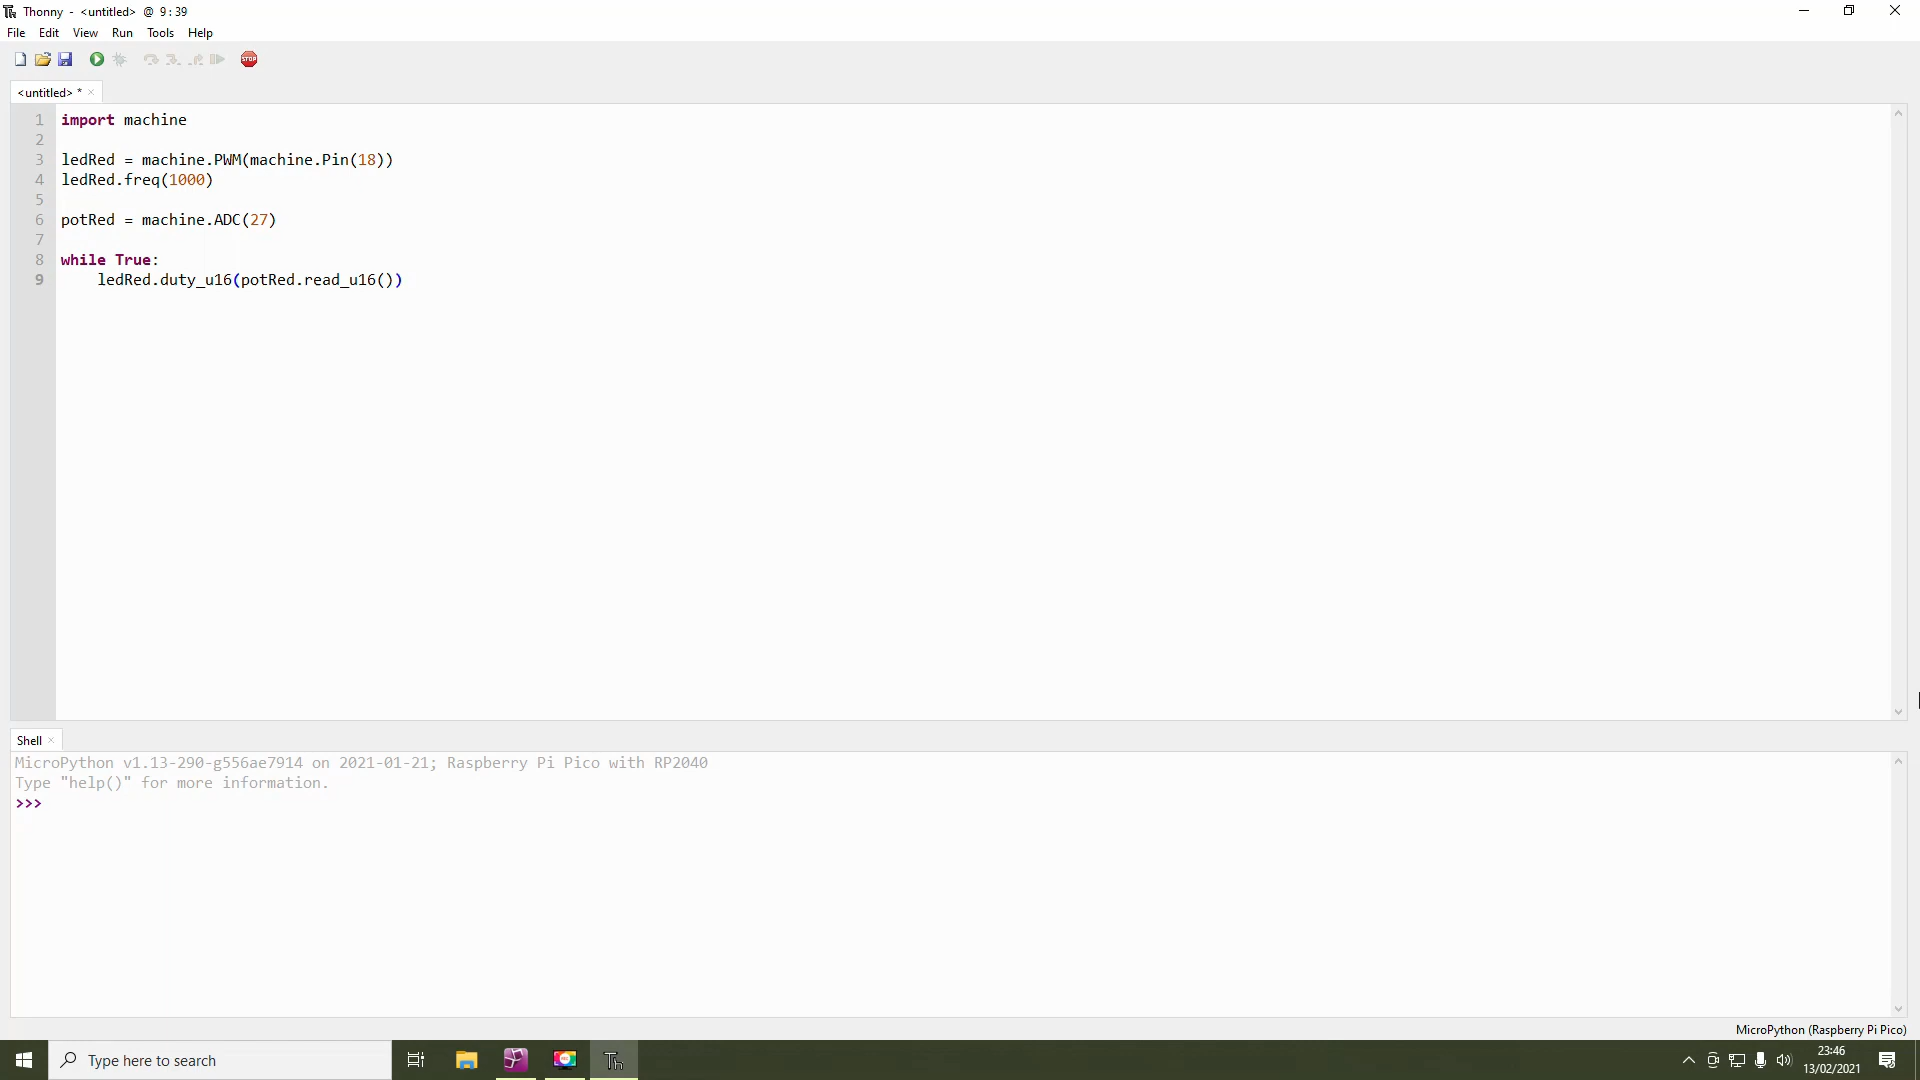 Thonny - <untitled> @ 9:39
File Edit View Run Tools Help
STOP
<untitled> *
1 import machine
2
3 ledRed = machine.PWM(machine.Pin(18))
4 ledRed.freq(1000)
5
6 potRed = machine.ADC(27)
7
8 while True:
9     ledRed.duty_u16(potRed.read_u16())
Shell
MicroPython v1.13-290-g556ae7914 on 2021-01-21; Raspberry Pi Pico with RP2040
Type "help()" for more information.
>>>
MicroPython (Raspberry Pi Pico)
Type here to search
Th
23:46
13/02/2021